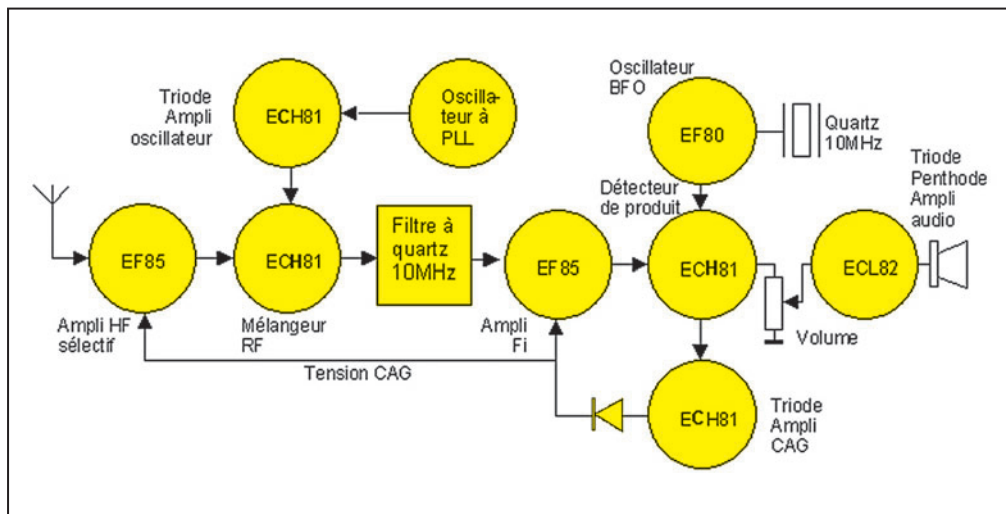 Triode
Ampli
oscillateur
ECH81
Oscilla-
teur à
PLL
Oscillateur
BFO
EF80
Quartz
10MHz
Triode
Penthode
Ampli
audio
Détecteur
de produit
EF85
ECH81
Filtre à
quartz
10MHz
EF85
ECH81
ECL82
Ampli HF
sélectif
Mélangeur
RF
Ampli
Fi
Volume
Tension CAG
ECH81
Triode
Ampli
CAG